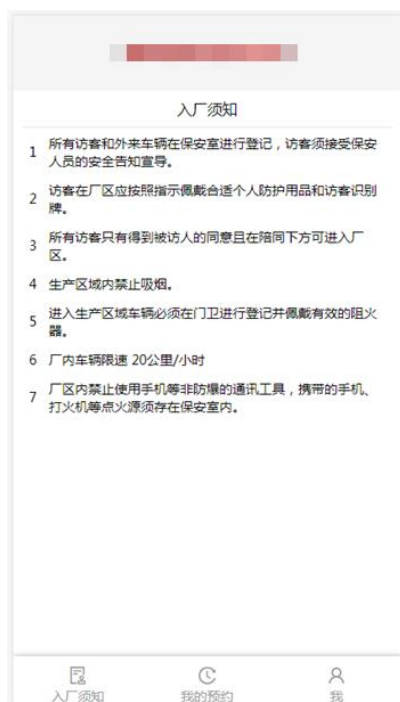 入厂须知
1 所有访客和外来车辆在保安室进行登记，访客须接受保安
人员的安全告知宣导。
2 访客在厂区应按照指示佩戴合适个人防护用品和访客识别
牌。
3 所有访客只有得到被访人的同意且在陪同下方可进入厂
区。
4 生产区域内禁止吸烟。
5 进入生产区域车辆必须在门卫进行登记并佩戴有效的阻火
器。
6 厂内车辆限速 20公里/小时
7 厂区内禁止使用手机等非防爆的通讯工具，携带的手机、
打火机等点火源须存在保安室内。
入厂须知 我的预约 我